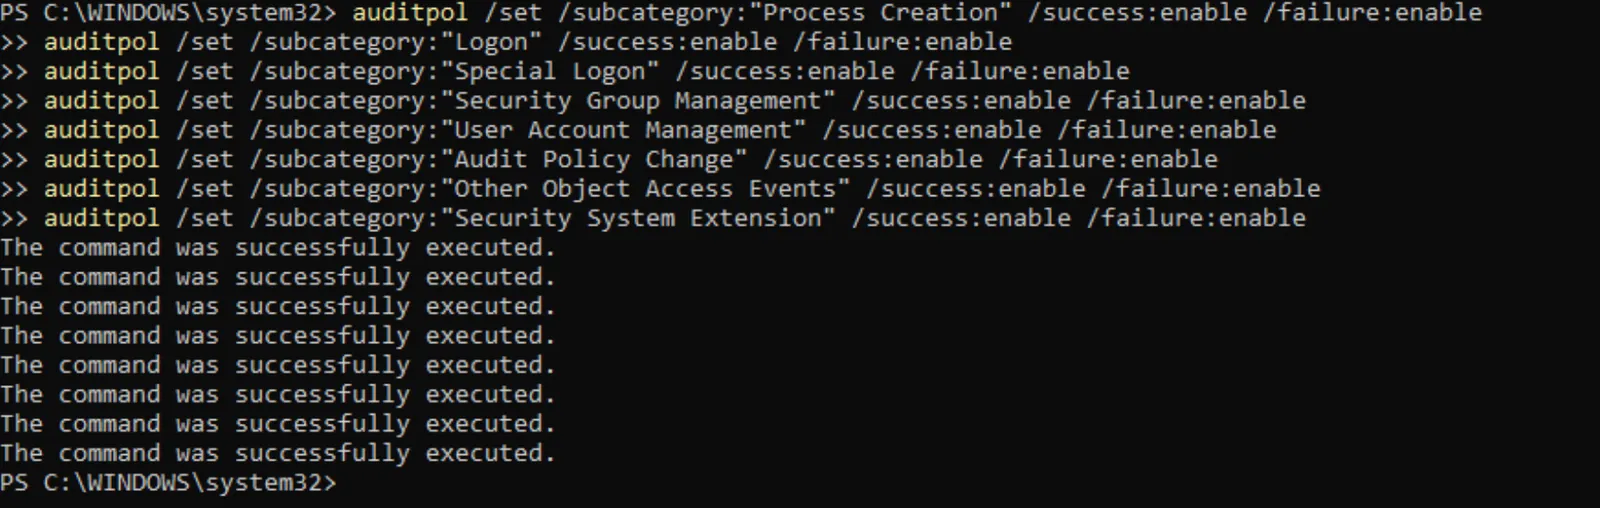 PS C:\WINDOWS\system32> auditpol /set /subcategory:"Process Creation" /success:enable /failure:enable
>> auditpol /set /subcategory:"Logon" /success:enable /failure:enable
>> auditpol /set /subcategory:"Special Logon" /success:enable /failure:enable
>> auditpol /set /subcategory:"Security Group Management" /success:enable /failure:enable
>> auditpol /set /subcategory:"User Account Management" /success:enable /failure:enable
>> auditpol /set /subcategory:"Audit Policy Change" /success:enable /failure:enable
>> auditpol /set /subcategory:"Other Object Access Events" /success:enable /failure:enable
>> auditpol /set /subcategory:"Security System Extension" /success:enable /failure:enable
The command was successfully executed.
The command was successfully executed.
The command was successfully executed.
The command was successfully executed.
The command was successfully executed.
The command was successfully executed.
The command was successfully executed.
The command was successfully executed.
PS C:\WINDOWS\system32>